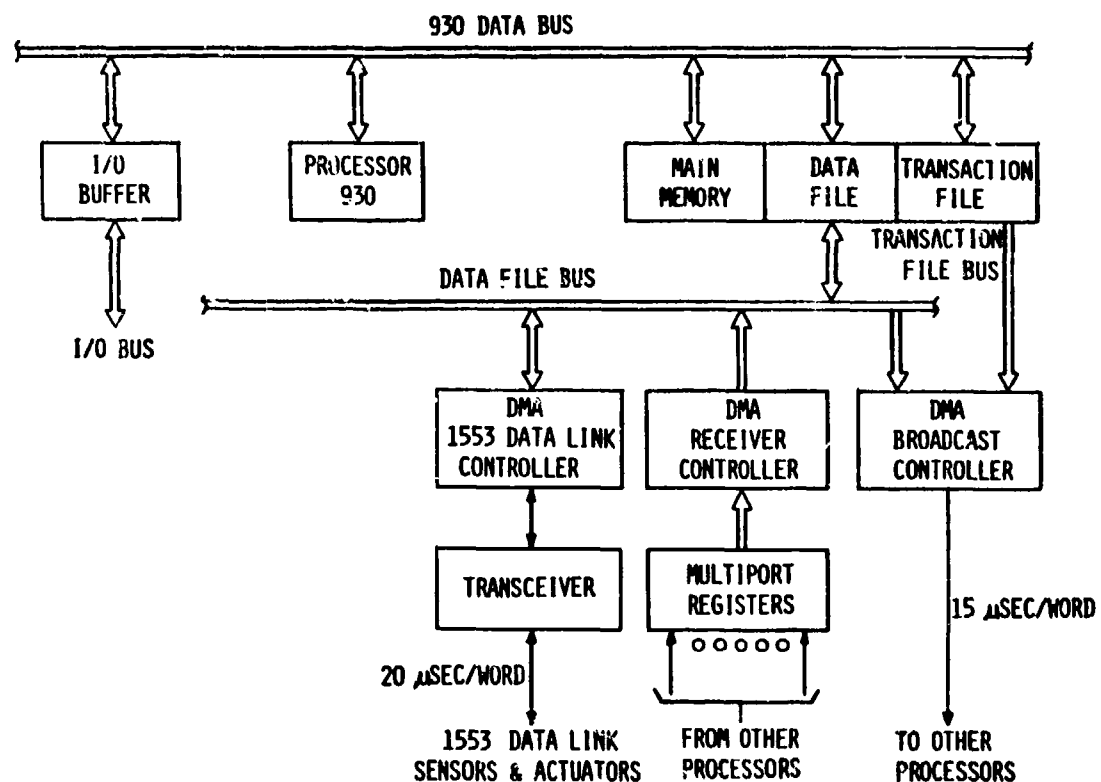 930 DATA BUS
I/O
BUFFER
PROCESSOR
930
MAIN
MEMORY
DATA
FILE
TRANSACTION
FILE
TRANSACTION
FILE BUS
DATA FILE BUS
I/O BUS
DMA
1553 DATA LINK
CONTROLLER
DMA
RECEIVER
CONTROLLER
DMA
BROADCAST
CONTROLLER
TRANSCEIVER
MULTIPORT
REGISTERS
15 µSEC/WORD
20 µSEC/WORD
1553 DATA LINK
SENSORS & ACTUATORS
FROM OTHER
PROCESSORS
TO OTHER
PROCESSORS